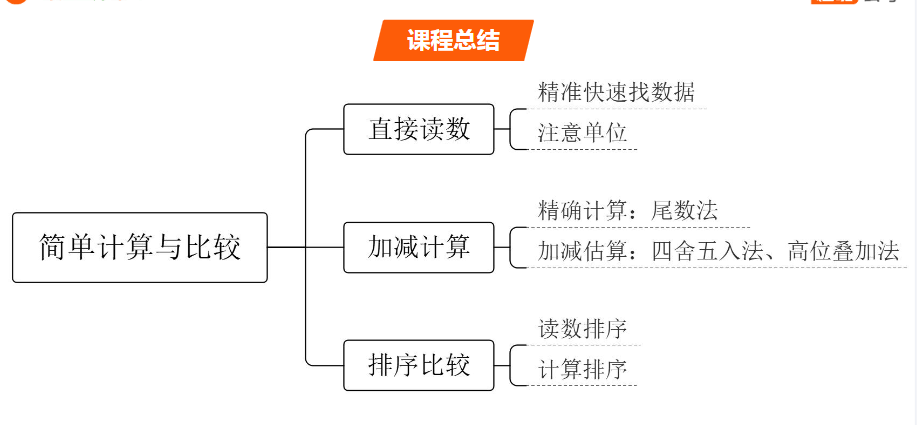 课程总结
精准快速找数据
直接读数
注意单位
精确计算：尾数法
简单计算与比较
加减计算
加减估算：四舍五入法、高位叠加法
读数排序
排序比较
计算排序